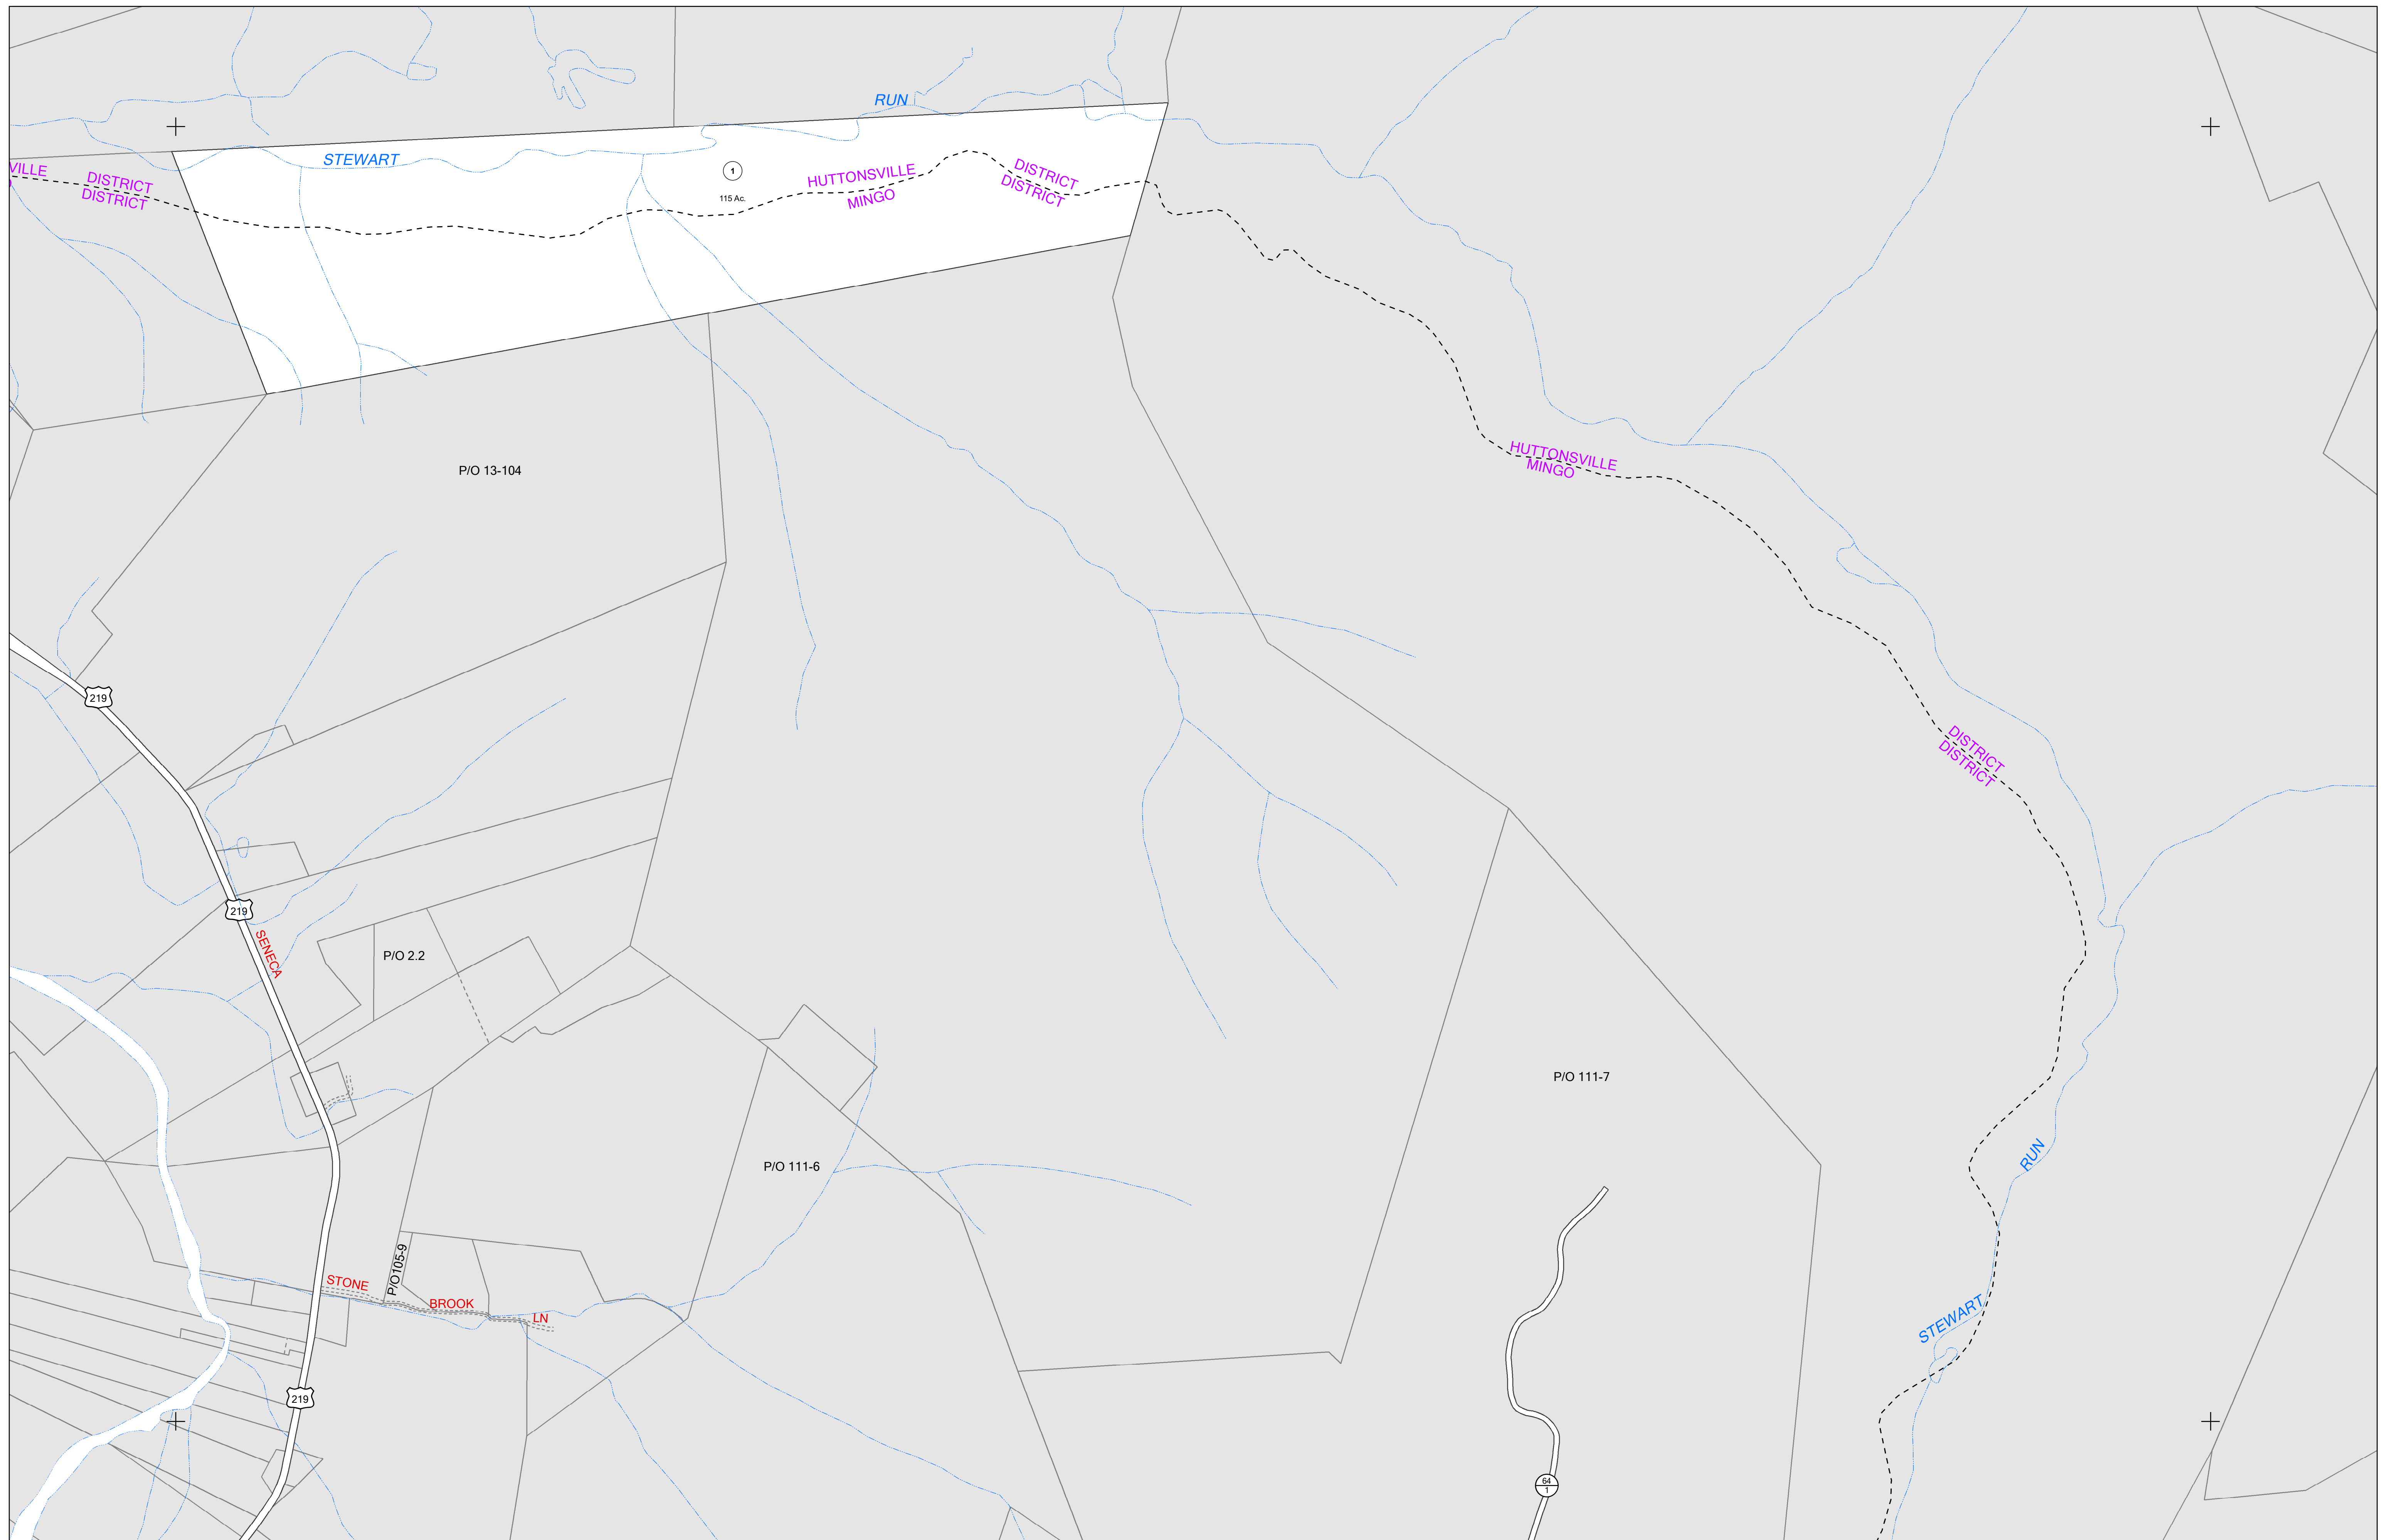 RUN
STEWART
VILLE
DISTRICT
DISTRICT
1
115 Ac.
HUTTONSVILLE
MINGO
DISTRICT
DISTRICT
P/O 13-104
HUTTONSVILLE
MINGO
219
DISTRICT
DISTRICT
219
SENECA
P/O 2.2
P/O 111-7
P/O 111-6
RUN
P/O105-9
STONE
BROOK
LN
STEWART
219
64
1